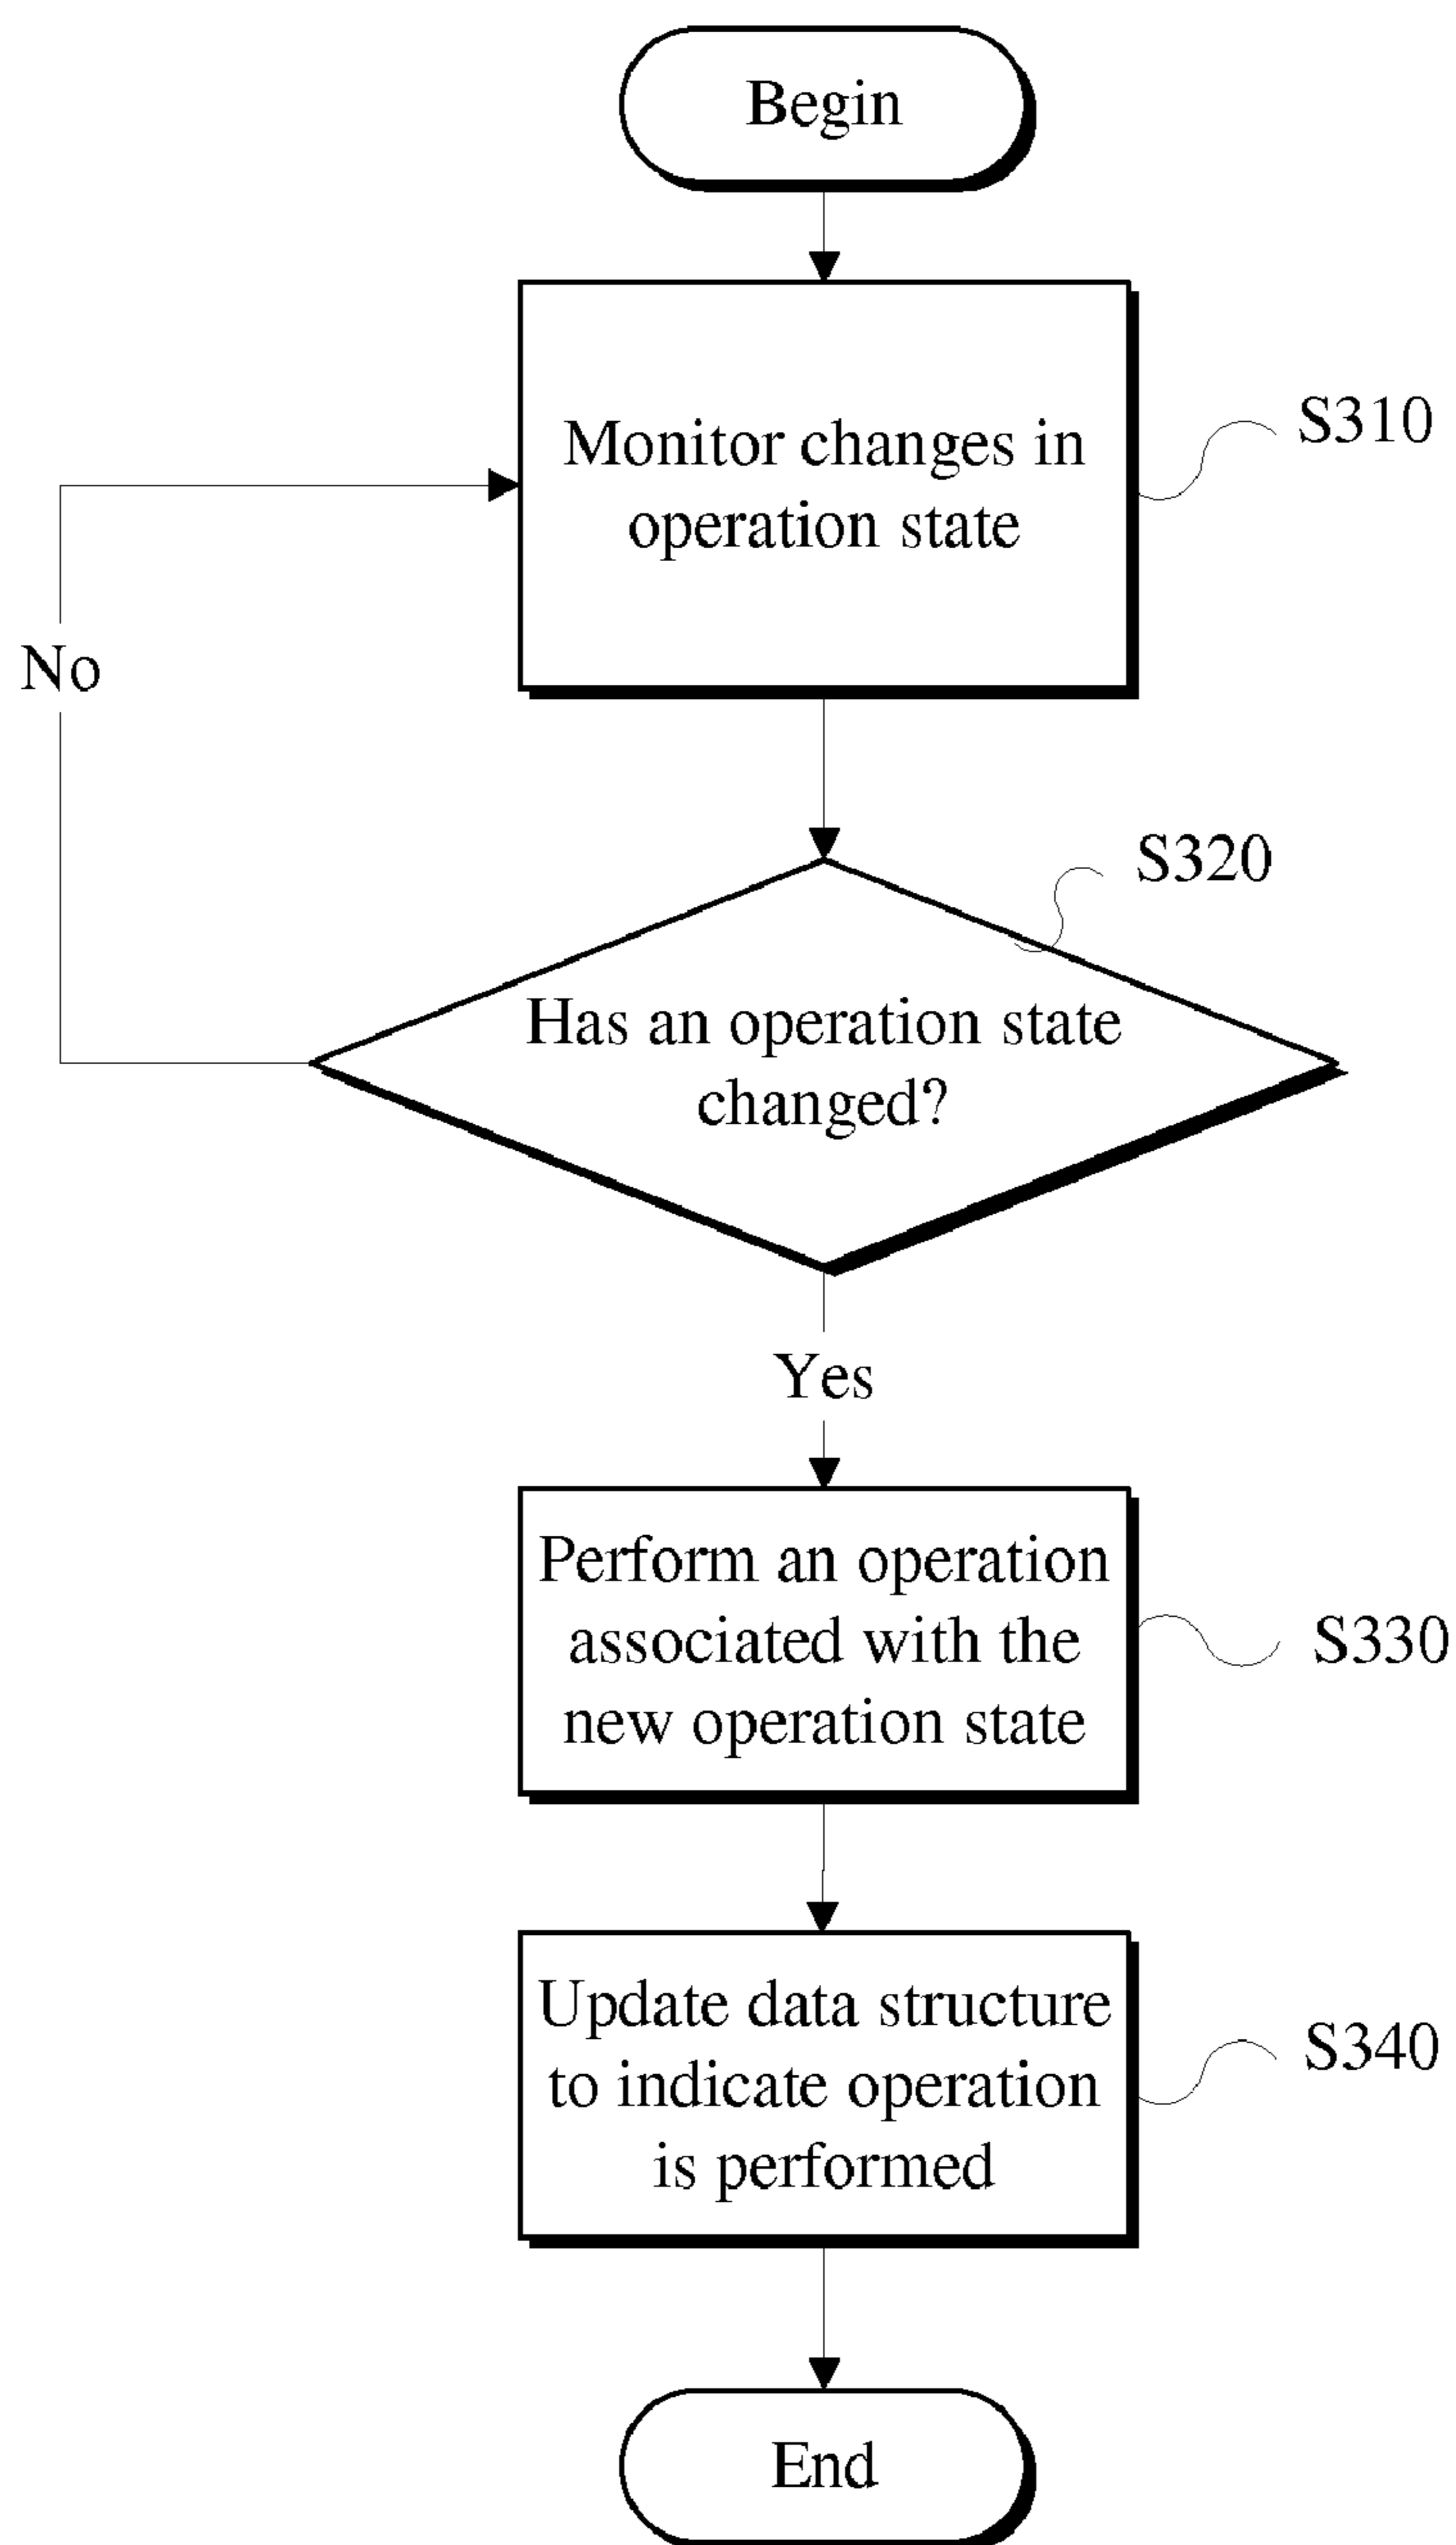 Begin
Monitor changes in
operation state
S310
No
S320
Has an operation state
changed?
Yes
Perform an operation
associated with the
new operation state
S330
Update data structure
to indicate operation
is performed
S340
End